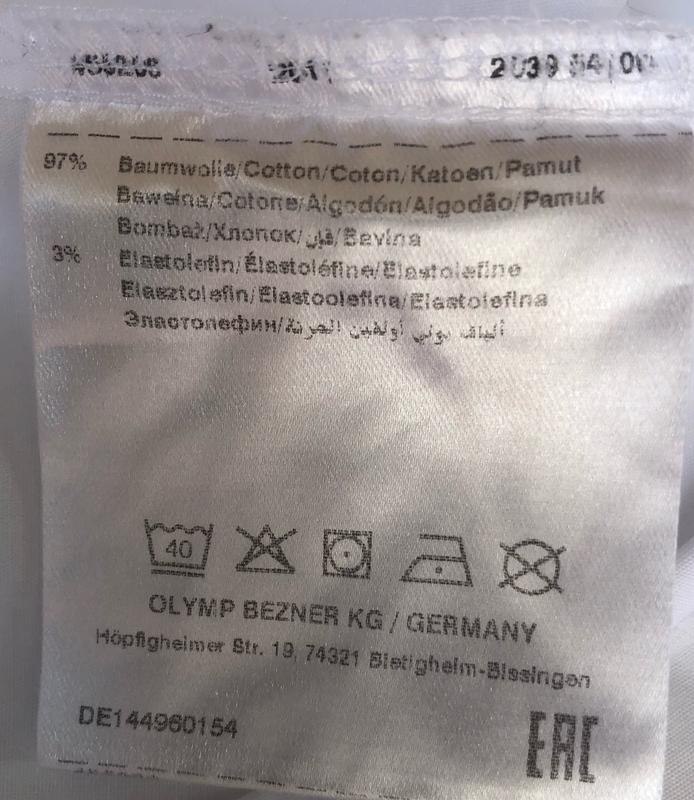 2039 64/00
97% Baumwolle/Cotton/Coton/Katoen/Pamut
Bawełna/Cotone/Algodón/Algodão/Pamuk
Bombaž/Хлопок/قطن/Bavlna
3% Elastolefin/Élastoléfine/Elastolefine
Elasztolefin/Elastoolefina/Elastolefina
Эластолефин/ألياف بولي أولفين المرنة
40
OLYMP BEZNER KG / GERMANY
Höpfigheimer Str. 19, 74321 Bietigheim-Bissingen
DE144960154
EAC